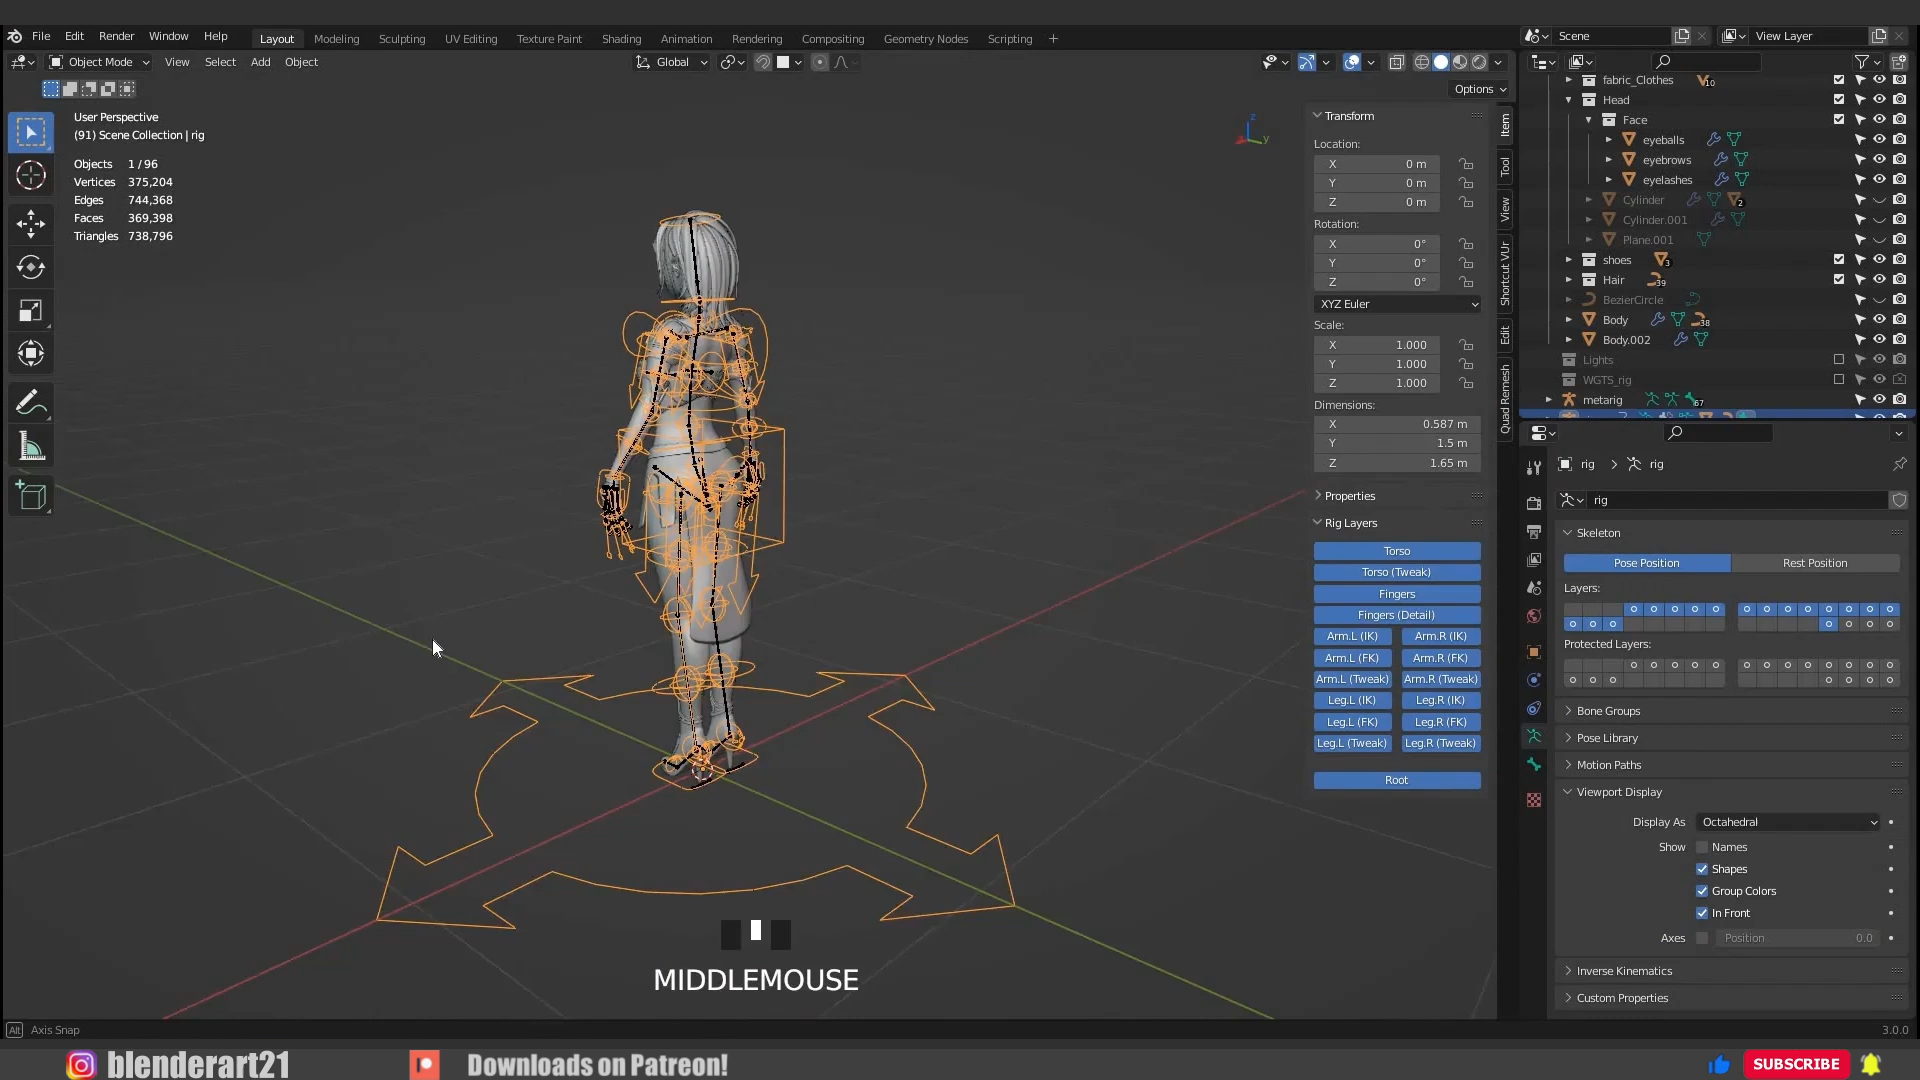 File Edit Render Window Help Layout Modeling Sculpting UV Editing Texture Paint Shading Animation Rendering Compositing Geometry Nodes Scripting + Scene View Layer
Object Mode View Select Add Object Global
Options
User Perspective
(91) Scene Collection | rig
Objects 1 / 96
Vertices 375,204
Edges 744,368
Faces 369,398
Triangles 738,796
Transform
Location:
X 0 m
Y 0 m
Z 0 m
Rotation:
X 0°
Y 0°
Z 0°
XYZ Euler
Scale:
X 1.000
Y 1.000
Z 1.000
Dimensions:
X 0.587 m
Y 1.5 m
Z 1.65 m
Properties
Rig Layers
Torso
Torso (Tweak)
Fingers
Fingers (Detail)
Arm.L (IK) Arm.R (IK)
Arm.L (FK) Arm.R (FK)
Arm.L (Tweak) Arm.R (Tweak)
Leg.L (IK) Leg.R (IK)
Leg.L (FK) Leg.R (FK)
Leg.L (Tweak) Leg.R (Tweak)
Root
Item
Tool
View
Shortcut VUr
Edit
Quad Remesh
fabric_Clothes 10
Head
Face
eyeballs
eyebrows
eyelashes
Cylinder 2
Cylinder.001
Plane.001
shoes 3
Hair 39
BezierCircle
Body 38
Body.002
Lights
WGTS_rig
metarig 67
rig > rig
rig
Skeleton
Pose Position Rest Position
Layers:
Protected Layers:
Bone Groups
Pose Library
Motion Paths
Viewport Display
Display As Octahedral
Show Names
Shapes
Group Colors
In Front
Axes Position 0.0
Inverse Kinematics
Custom Properties
z
y
MIDDLEMOUSE
Alt Axis Snap 3.0.0
blenderart21 Downloads on Patreon! SUBSCRIBE